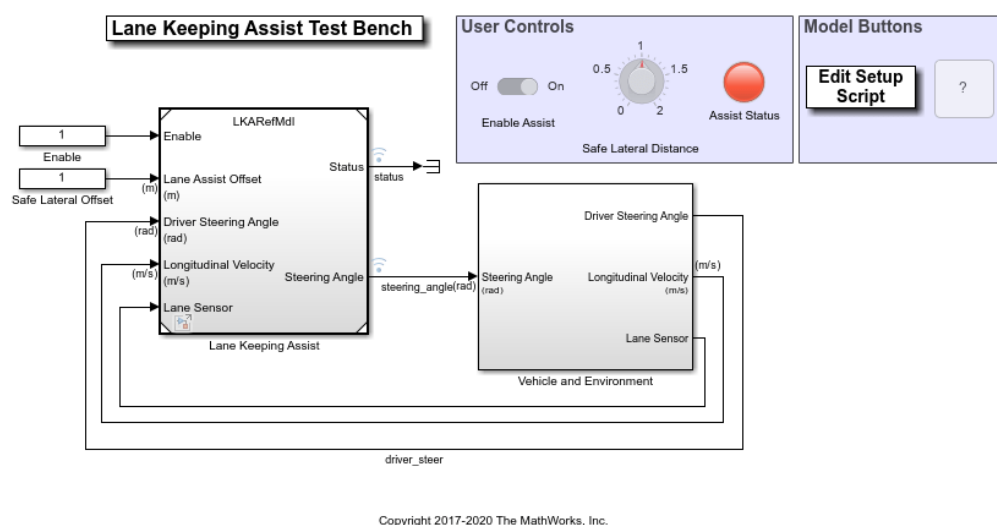 Lane Keeping Assist Test Bench
User Controls
Off
On
Enable Assist
0
0.5
1
1.5
2
Safe Lateral Distance
Assist Status
Model Buttons
Edit Setup
Script
?
1
Enable
1
Safe Lateral Offset
(m)
(rad)
(m/s)
LKARefMdl
Enable
Lane Assist Offset
(m)
Driver Steering Angle
(rad)
Longitudinal Velocity
(m/s)
Lane Sensor
Status
Steering Angle
Lane Keeping Assist
status
steering_angle
(rad)
Steering Angle
(rad)
Driver Steering Angle
Longitudinal Velocity
(m/s)
Lane Sensor
Vehicle and Environment
(m/s)
driver_steer
Copyright 2017-2020 The MathWorks, Inc.